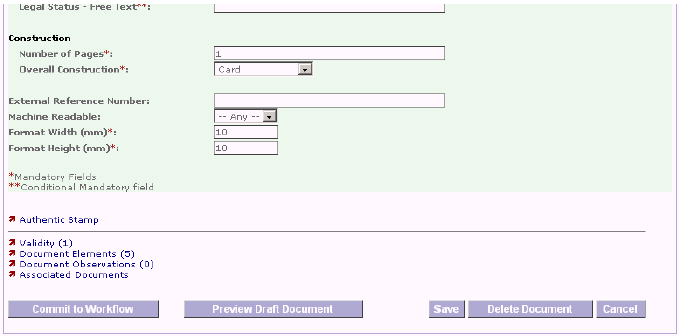 Legal Status - Free Text**:
Construction
Number of Pages*: 1
Overall Construction*: Card
External Reference Number:
Machine Readable: -- Any --
Format Width (mm)*: 10
Format Height (mm)*: 10
*Mandatory Fields
**Conditional Mandatory field
Authentic Stamp
Validity (1)
Document Elements (5)
Document Observations (0)
Associated Documents
Commit to Workflow Preview Draft Document Save Delete Document Cancel